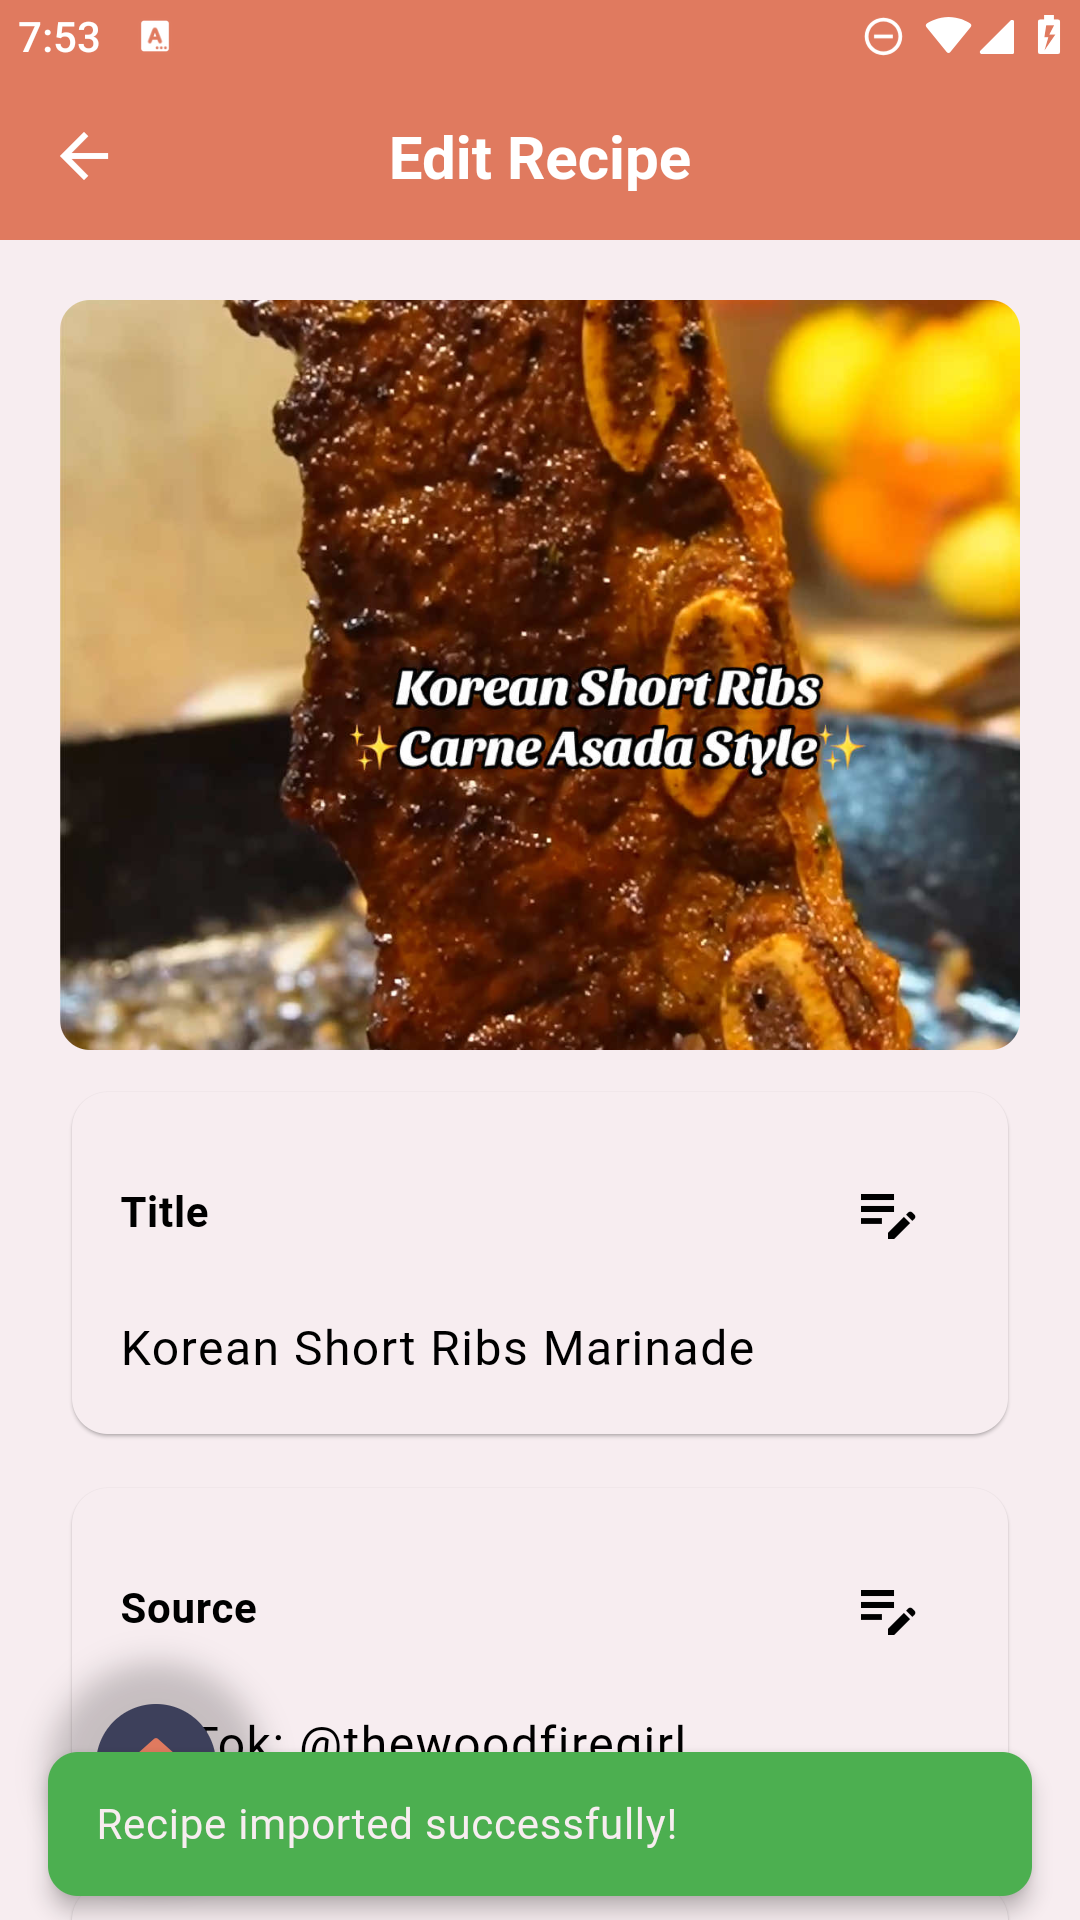 7:53
A
Edit Recipe
Korean Short Ribs
✨Carne Asada Style✨
Title
Korean Short Ribs Marinade
Source
Tok: @thewoodfiregirl
Recipe imported successfully!